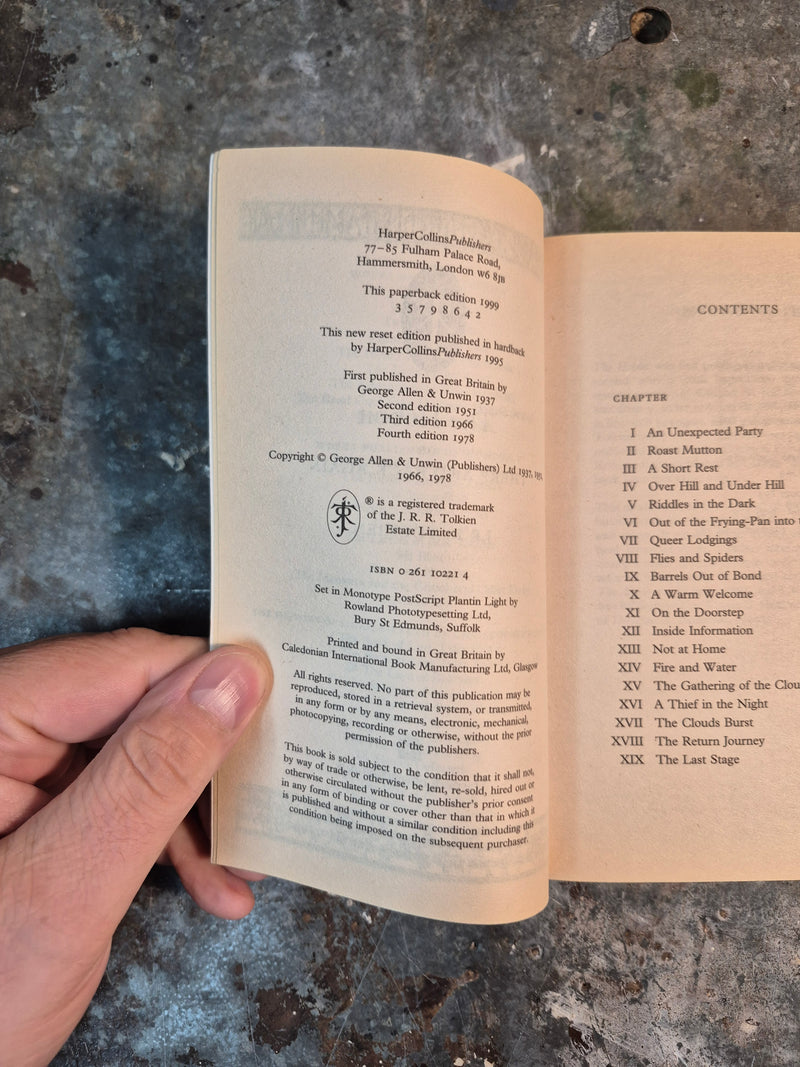 HarperCollinsPublishers
77–85 Fulham Palace Road,
Hammersmith, London W6 8JB
This paperback edition 1999
3 5 7 9 8 6 4 2
This new reset edition published in hardback
by HarperCollinsPublishers 1995
First published in Great Britain by
George Allen & Unwin 1937
Second edition 1951
Third edition 1966
Fourth edition 1978
Copyright © George Allen & Unwin (Publishers) Ltd 1937, 1951,
1966, 1978
® is a registered trademark
of the J. R. R. Tolkien
Estate Limited
ISBN 0 261 10221 4
Set in Monotype PostScript Plantin Light by
Rowland Phototypesetting Ltd,
Bury St Edmunds, Suffolk
Printed and bound in Great Britain by
Caledonian International Book Manufacturing Ltd, Glasgow
All rights reserved. No part of this publication may be
reproduced, stored in a retrieval system, or transmitted,
in any form or by any means, electronic, mechanical,
photocopying, recording or otherwise, without the prior
permission of the publishers.
This book is sold subject to the condition that it shall not,
by way of trade or otherwise, be lent, re-sold, hired out or
otherwise circulated without the publisher's prior consent
in any form of binding or cover other than that in which it
is published and without a similar condition including this
condition being imposed on the subsequent purchaser.
CONTENTS
CHAPTER
I An Unexpected Party
II Roast Mutton
III A Short Rest
IV Over Hill and Under Hill
V Riddles in the Dark
VI Out of the Frying-Pan into
VII Queer Lodgings
VIII Flies and Spiders
IX Barrels Out of Bond
X A Warm Welcome
XI On the Doorstep
XII Inside Information
XIII Not at Home
XIV Fire and Water
XV The Gathering of the Clou
XVI A Thief in the Night
XVII The Clouds Burst
XVIII The Return Journey
XIX The Last Stage